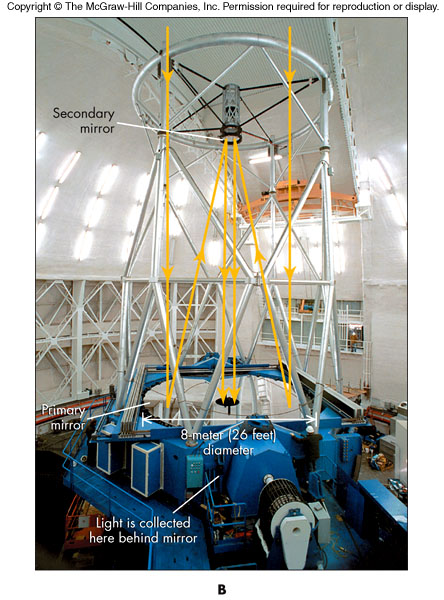 Copyright © The McGraw-Hill Companies, Inc. Permission required for reproduction or display.
Secondary
mirror
Primary
mirror
8-meter (26 feet)
diameter
Light is collected
here behind mirror
B